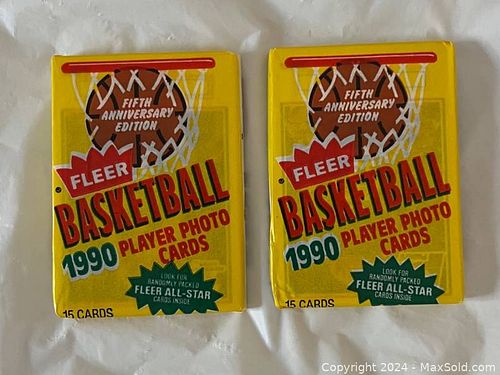 FIFTH
ANNIVERSARY
EDITION
FLEER
BASKETBALL
1990 PLAYER PHOTO
CARDS
LOOK FOR
RANDOMLY PACKED
FLEER ALL-STAR
CARDS INSIDE
15 CARDS
FIFTH
ANNIVERSARY
EDITION
FLEER
BASKETBALL
1990 PLAYER PHOTO
CARDS
LOOK FOR
RANDOMLY PACKED
FLEER ALL-STAR
CARDS INSIDE
15 CARDS
Copyright © 2024 - MaxSold.com